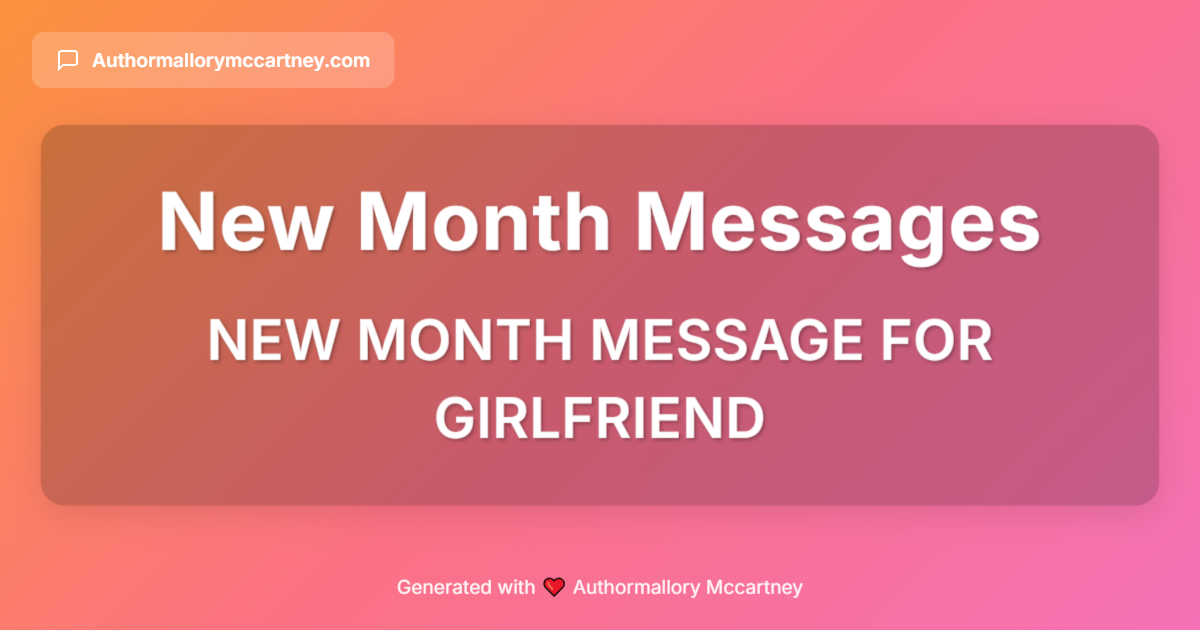 Authormallorymccartney.com
New Month Messages
NEW MONTH MESSAGE FOR
GIRLFRIEND
Generated with ❤️ Authormallory Mccartney